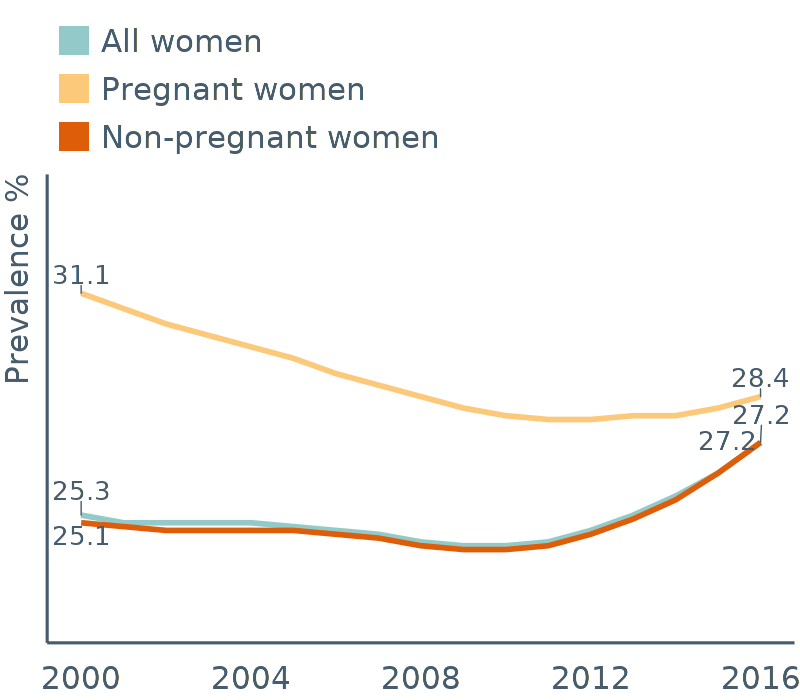 All women
Pregnant women
Non-pregnant women
Prevalence %
31.1
28.4
27.2
27.2
25.3
25.1
2000 2004 2008 2012 2016